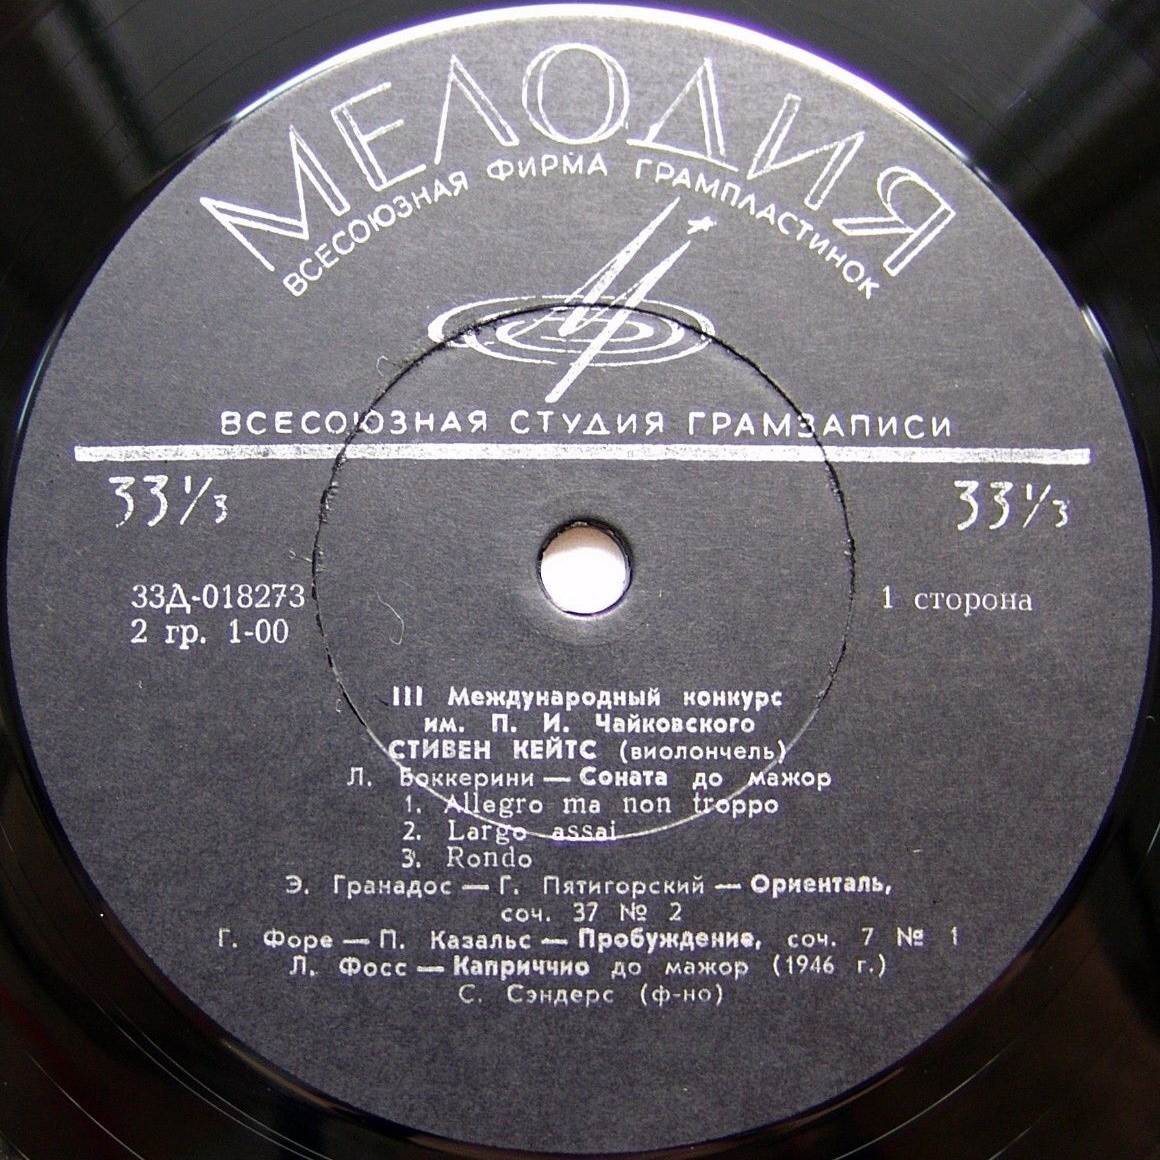 МЕЛОДИЯ
ВСЕСОЮЗНАЯ ФИРМА ГРАМПЛАСТИНОК
ВСЕСОЮЗНАЯ СТУДИЯ ГРАМЗАПИСИ
33⅓ 33⅓
33Д-018273 1 сторона
2 гр. 1-00
III Международный конкурс
им. П. И. Чайковского
СТИВЕН КЕЙТС (виолончель)
Л. Боккерини — Соната до мажор
1. Allegro ma non troppo
2. Largo assai
3. Rondo
Э. Гранадос — Г. Пятигорский — Ориенталь,
соч. 37 № 2
Г. Форе — П. Казальс — Пробуждение, соч. 7 № 1
Л. Фосс — Каприччио до мажор (1946 г.)
С. Сэндерс (ф-но)